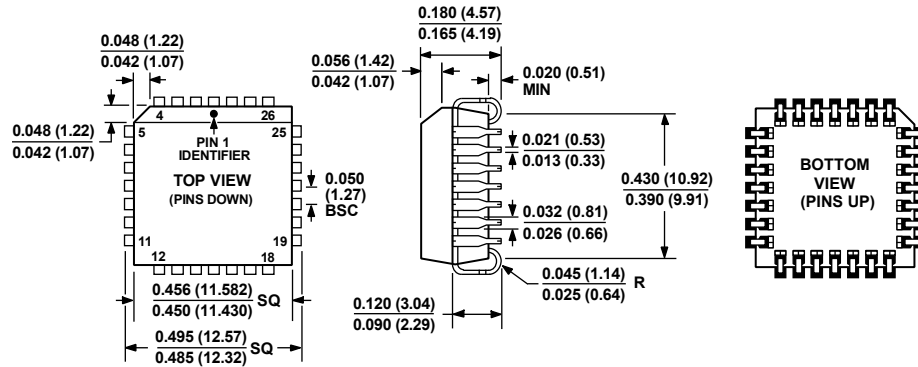 0.048 (1.22)
0.042 (1.07)
0.048 (1.22)
0.042 (1.07)
4
26
5
25
PIN 1
IDENTIFIER
TOP VIEW
(PINS DOWN)
11
19
12
18
0.050
(1.27)
BSC
0.456 (11.582)
0.450 (11.430)
SQ
0.495 (12.57)
0.485 (12.32)
SQ
0.180 (4.57)
0.165 (4.19)
0.056 (1.42)
0.042 (1.07)
0.020 (0.51)
MIN
0.021 (0.53)
0.013 (0.33)
0.032 (0.81)
0.026 (0.66)
0.430 (10.92)
0.390 (9.91)
0.045 (1.14)
0.025 (0.64)
R
0.120 (3.04)
0.090 (2.29)
BOTTOM
VIEW
(PINS UP)